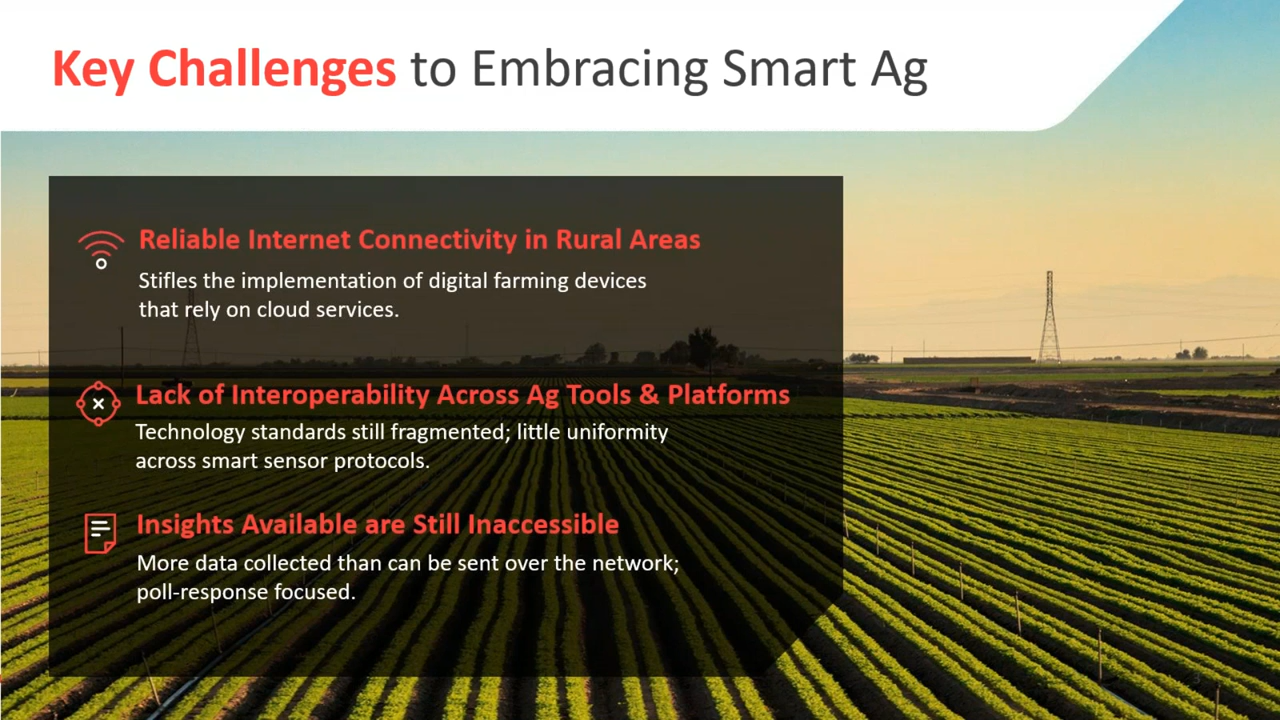 Key Challenges to Embracing Smart Ag
Reliable Internet Connectivity in Rural Areas
Stifles the implementation of digital farming devices
that rely on cloud services.
Lack of Interoperability Across Ag Tools & Platforms
Technology standards still fragmented; little uniformity
across smart sensor protocols.
Insights Available are Still Inaccessible
More data collected than can be sent over the network;
poll-response focused.